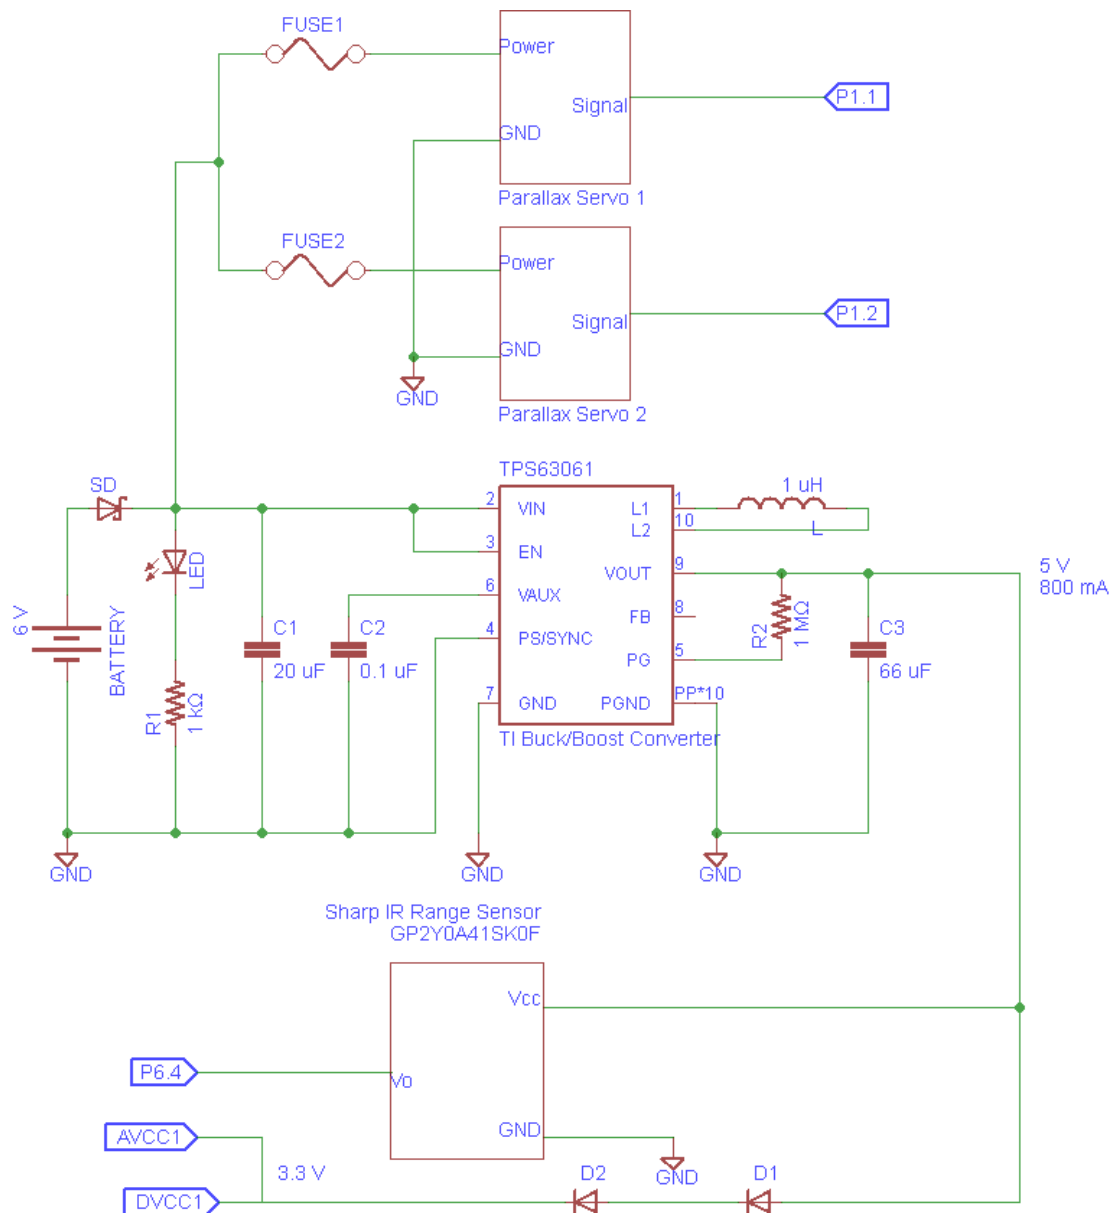 FUSE1
Power
Signal
P1.1
GND
Parallax Servo 1
FUSE2
Power
Signal
P1.2
GND
GND
Parallax Servo 2
TPS63061
SD
2 VIN
L1 1
1 uH
L2 10
L
3 EN
LED
VOUT 9
5 V
800 mA
6 VAUX
FB 8
6 V
BATTERY
C1
20 uF
C2
0.1 uF
4 PS/SYNC
R2
1 MΩ
C3
66 uF
PG 5
R1
1 kΩ
7 GND
PGND PP*10
TI Buck/Boost Converter
GND
GND
GND
Sharp IR Range Sensor
GP2Y0A41SK0F
Vcc
P6.4
Vo
AVCC1
GND
GND
3.3 V
D2
D1
DVCC1